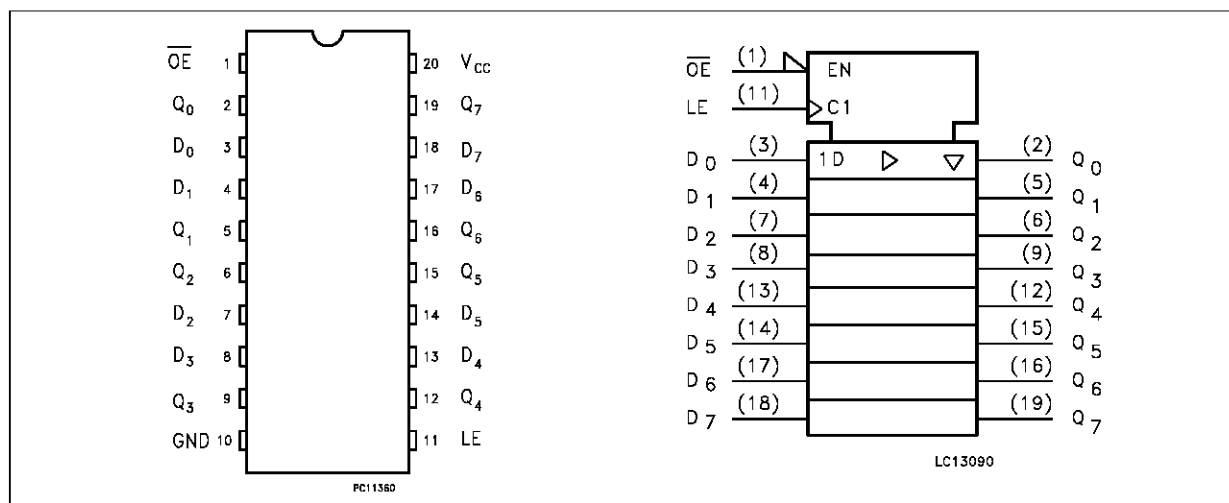 OE 1 20 VCC
Q0 2 19 Q7
D0 3 18 D7
D1 4 17 D6
Q1 5 16 Q6
Q2 6 15 Q5
D2 7 14 D5
D3 8 13 D4
Q3 9 12 Q4
GND 10 11 LE
PC11360
OE (1) EN
LE (11) C1
D0 (3) 1D (2) Q0
D1 (4) (5) Q1
D2 (7) (6) Q2
D3 (8) (9) Q3
D4 (13) (12) Q4
D5 (14) (15) Q5
D6 (17) (16) Q6
D7 (18) (19) Q7
LC13090